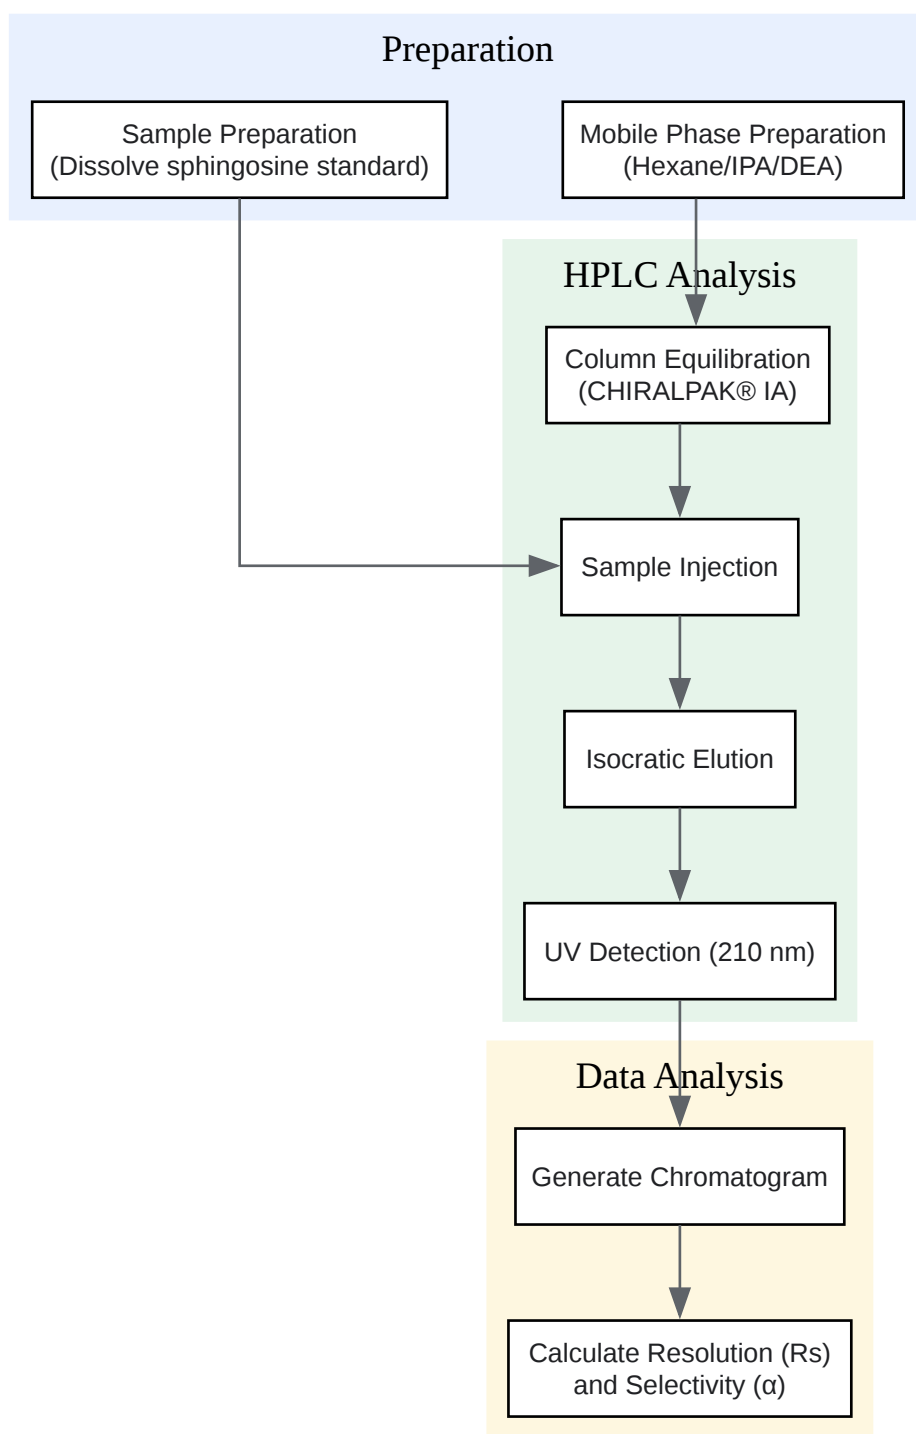 Preparation
Sample Preparation
(Dissolve sphingosine standard)
Mobile Phase Preparation
(Hexane/IPA/DEA)
HPLC Analysis
Column Equilibration
(CHIRALPAK® IA)
Sample Injection
Isocratic Elution
UV Detection (210 nm)
Data Analysis
Generate Chromatogram
Calculate Resolution (Rs)
and Selectivity (α)